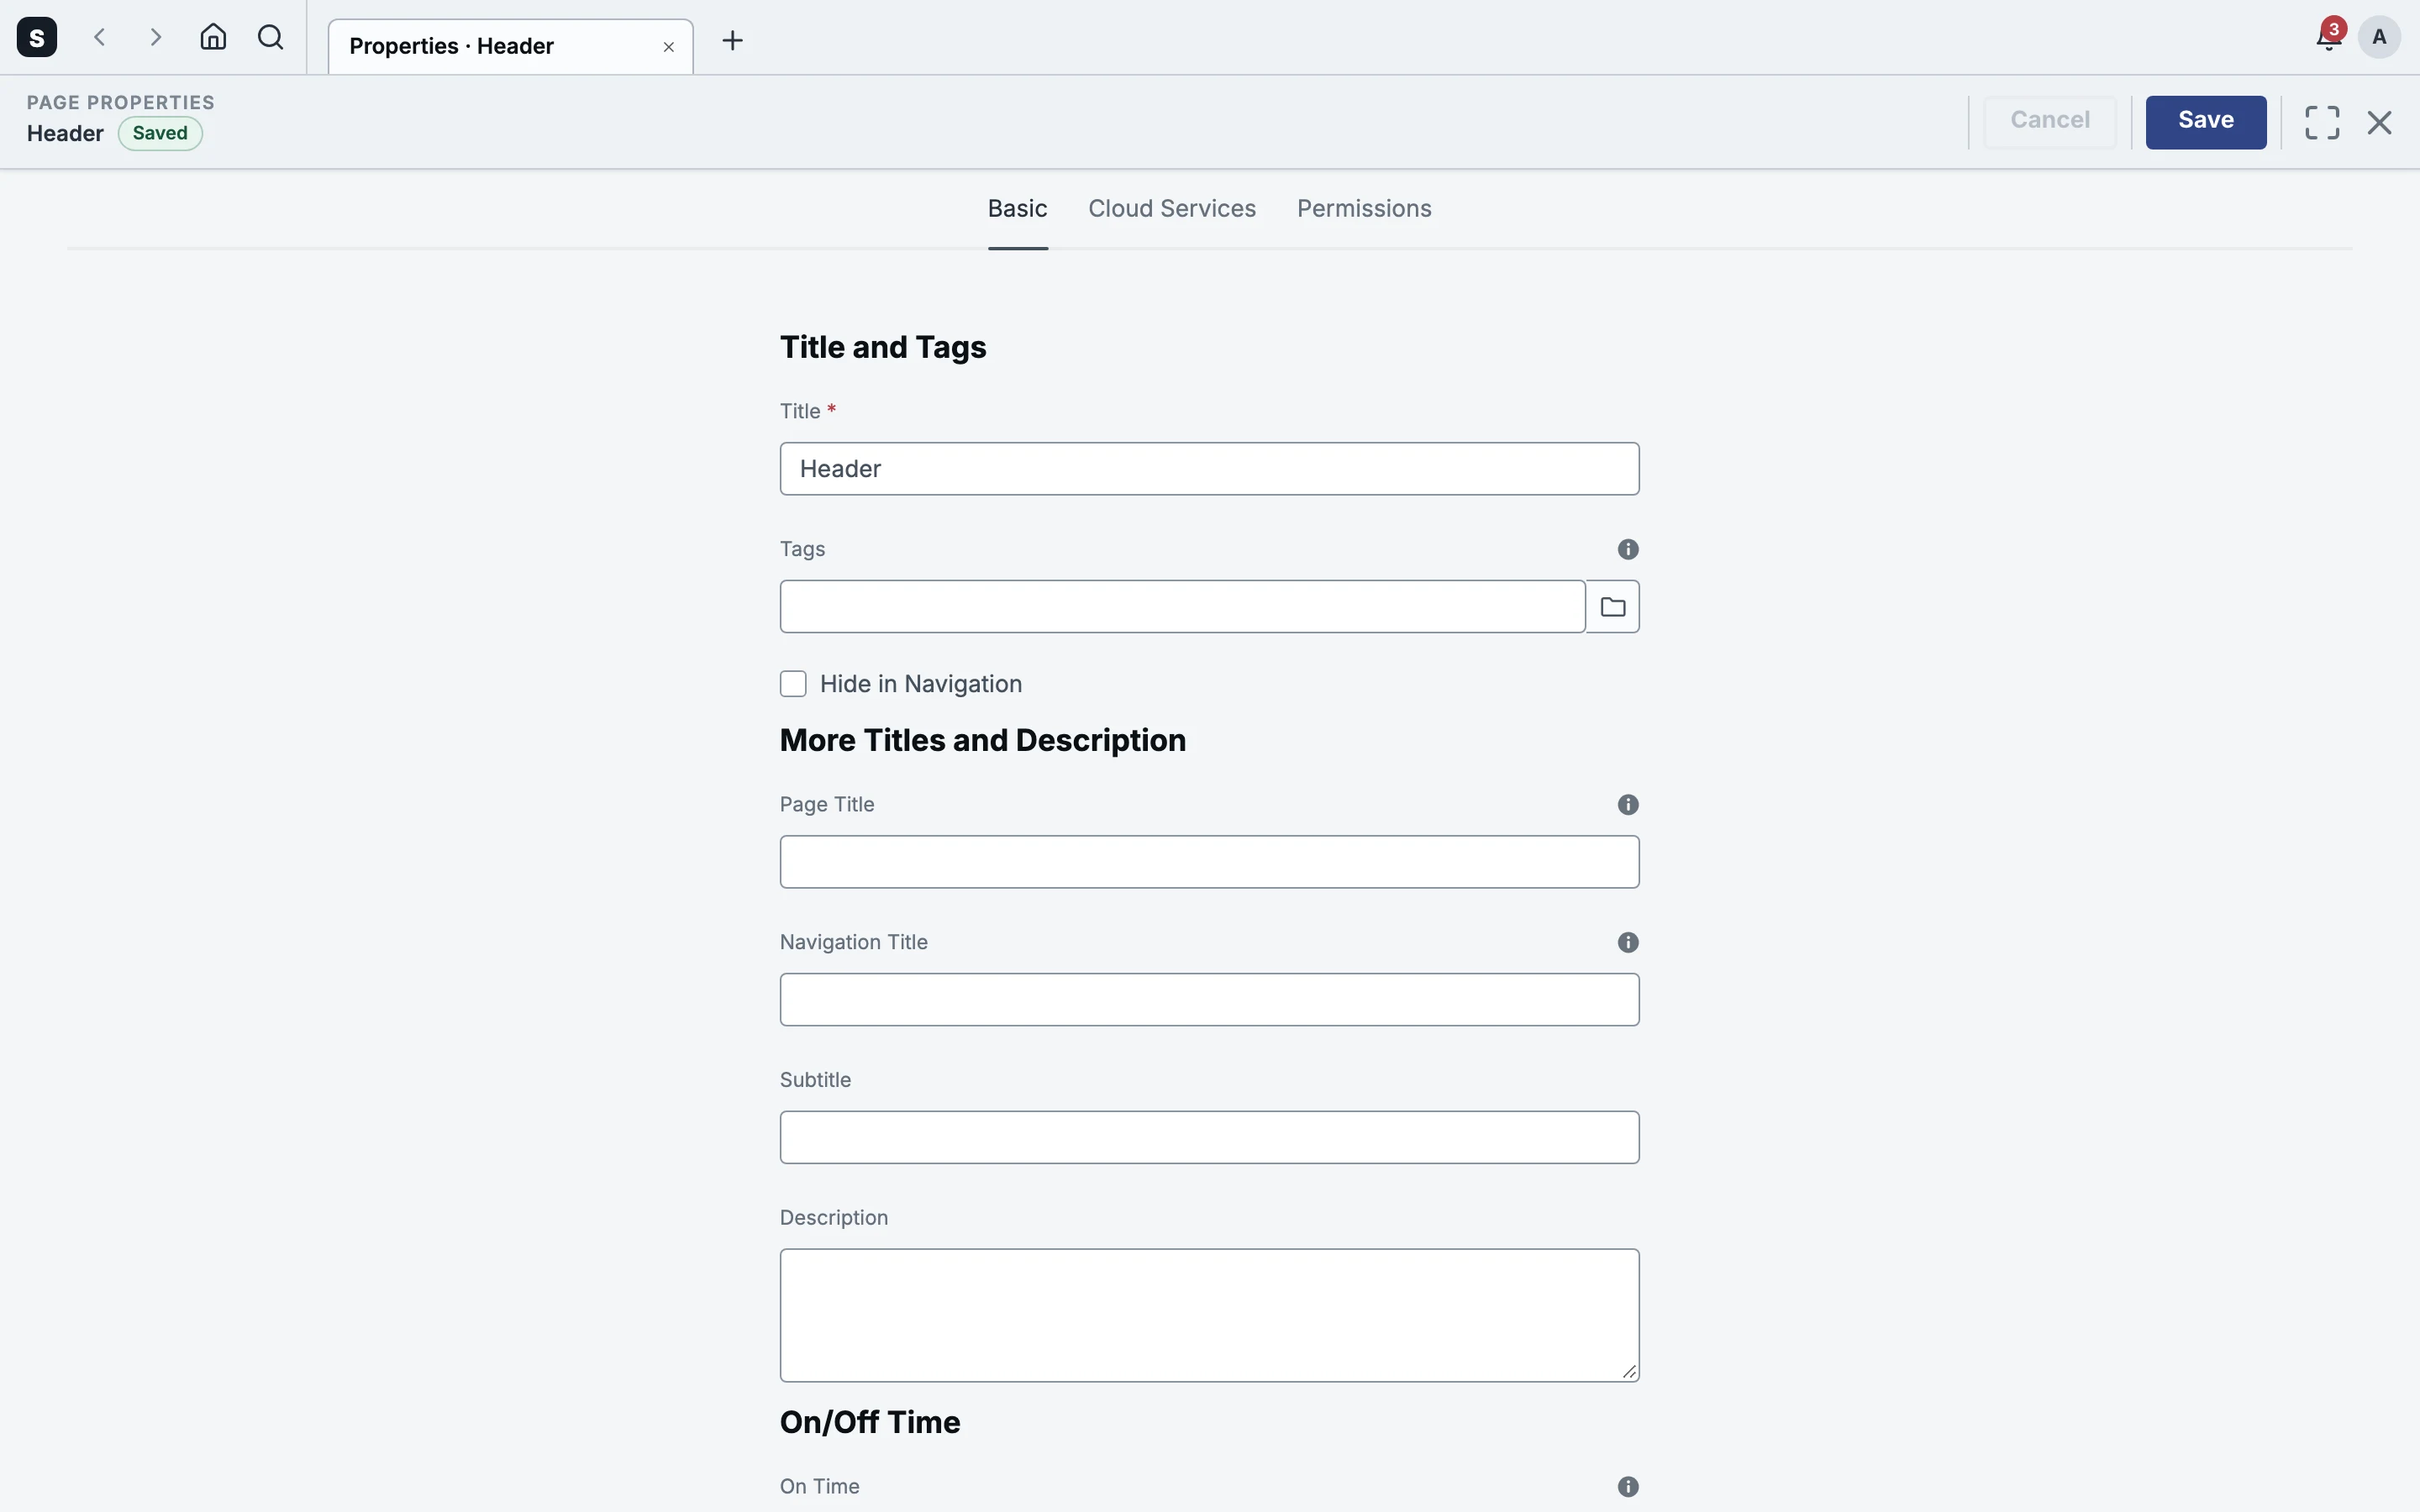 S
Properties · Header
3
A
PAGE PROPERTIES
Header
Saved
Cancel
Save
Basic
Cloud Services
Permissions
Title and Tags
Title *
Header
Tags
Hide in Navigation
More Titles and Description
Page Title
Navigation Title
Subtitle
Description
On/Off Time
On Time